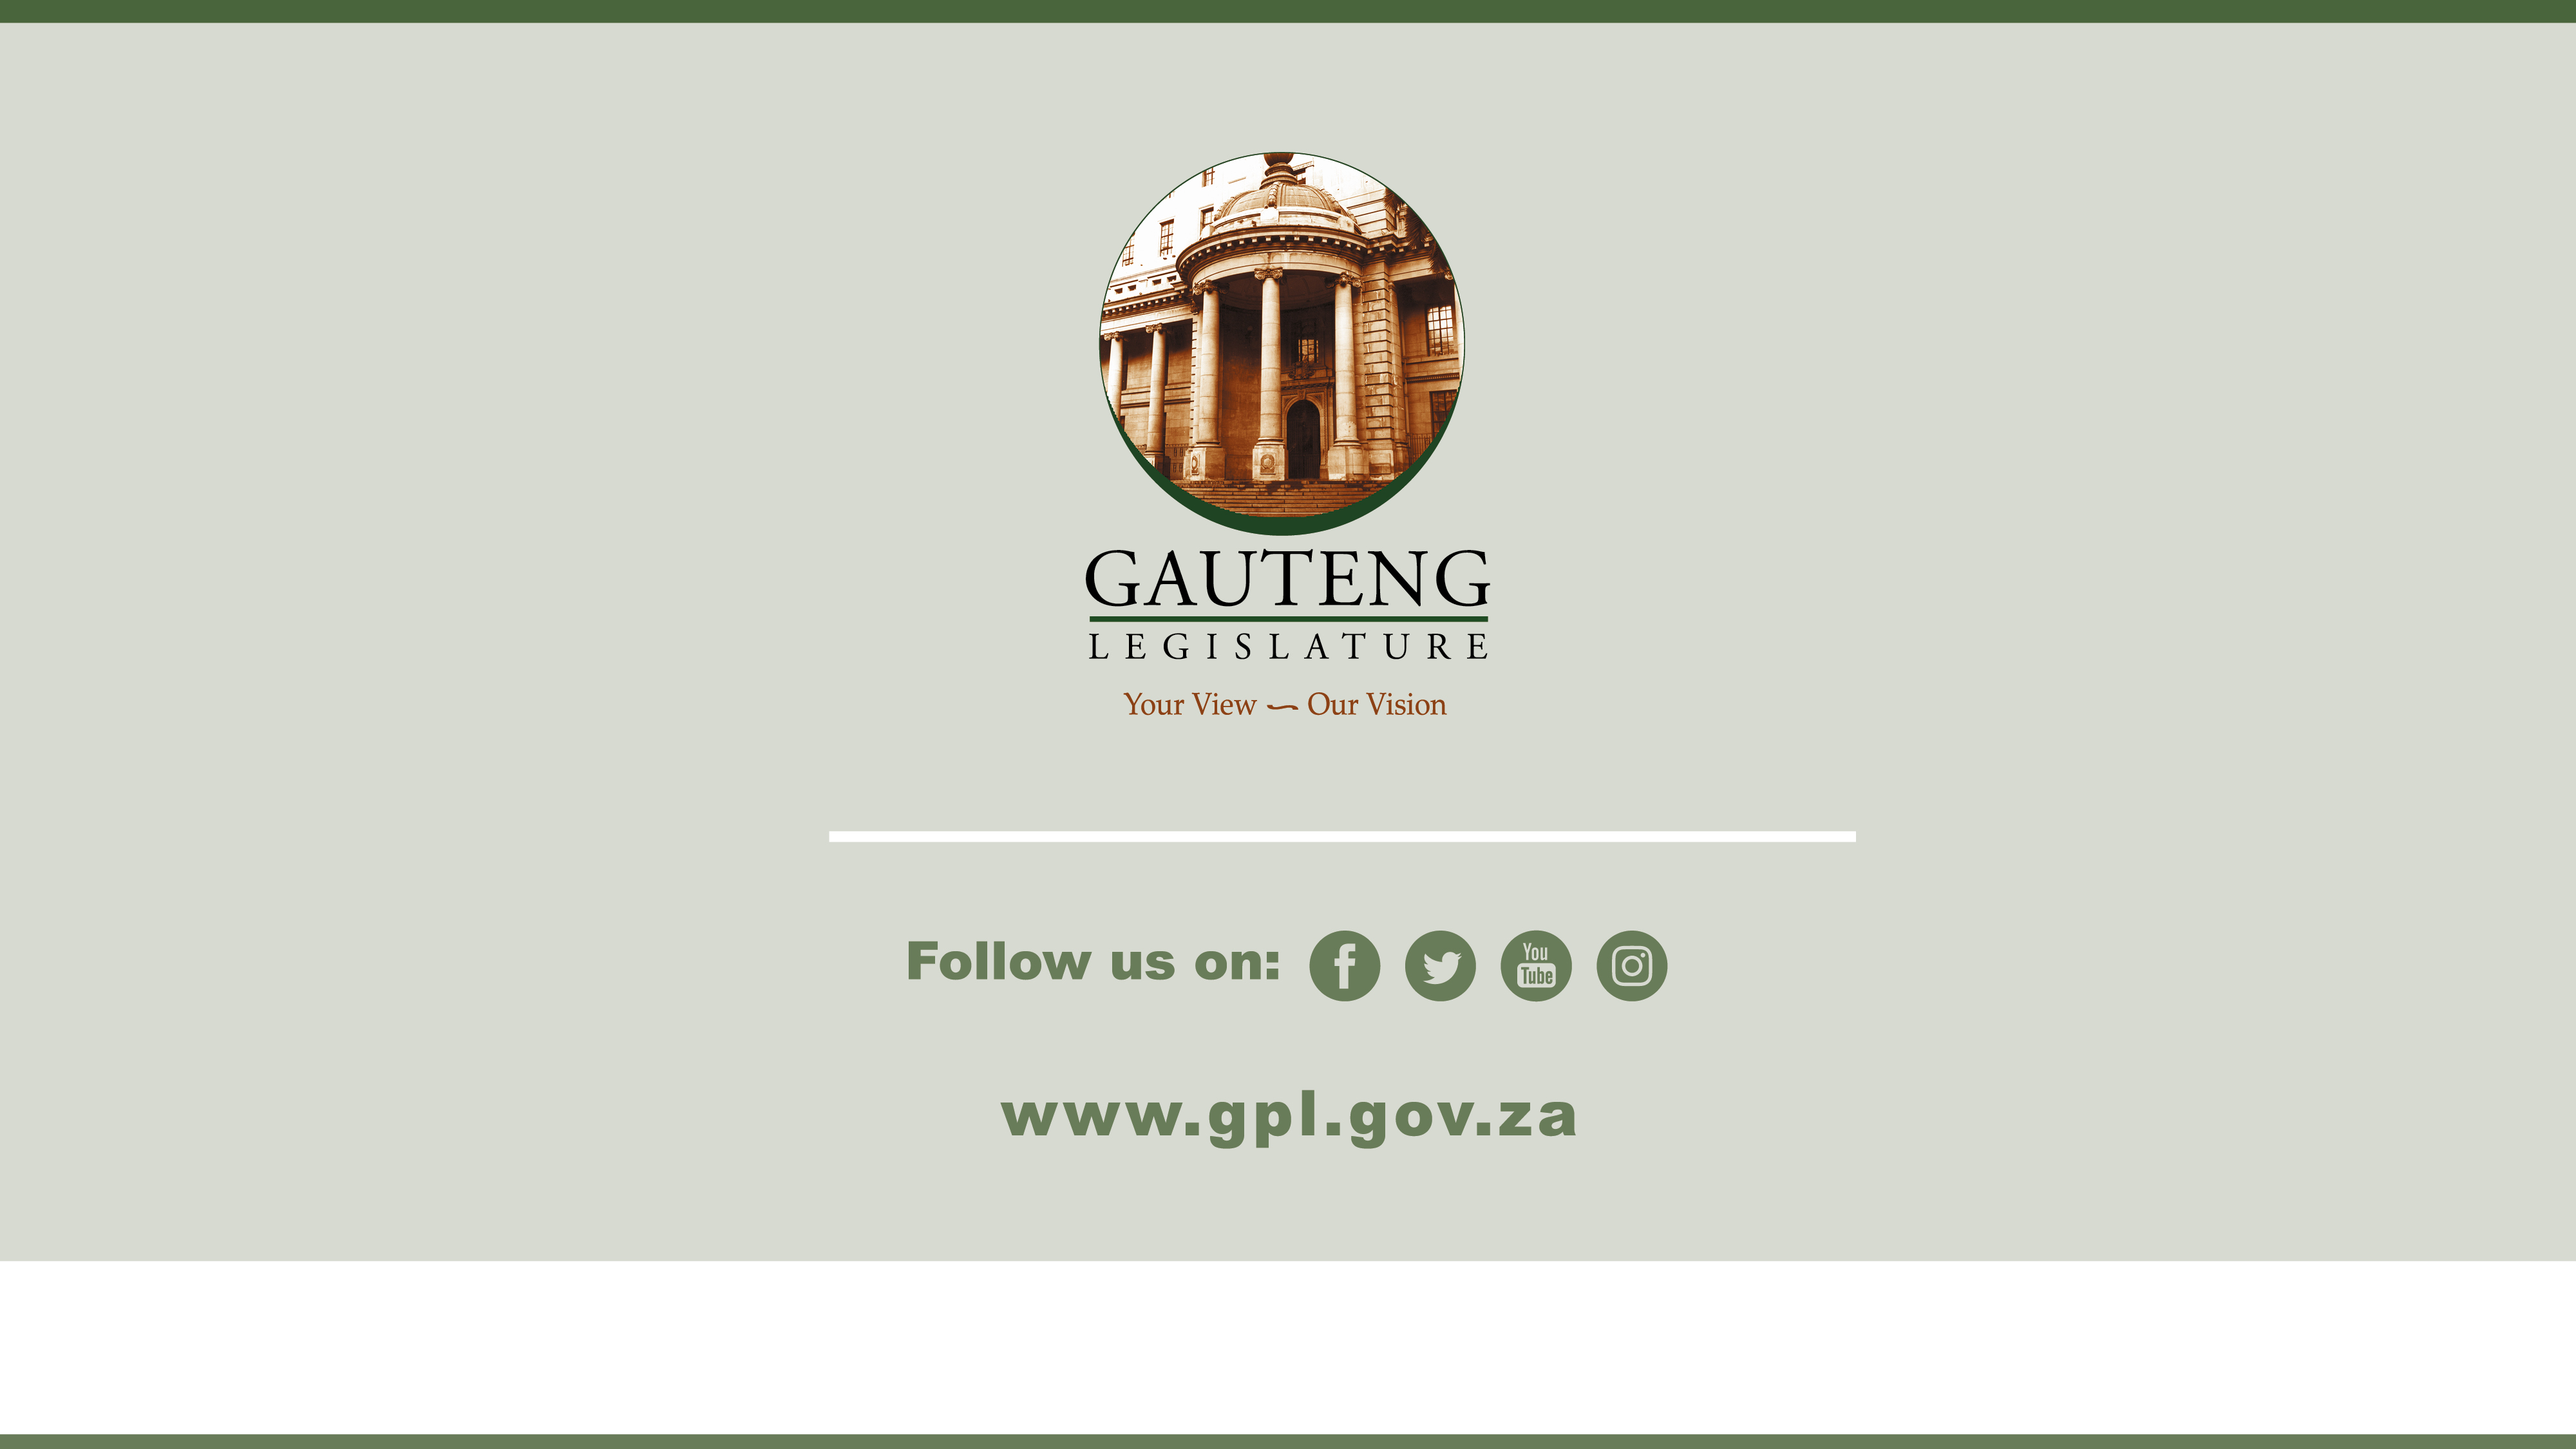 GAUTENG
LEGISLATURE
Your View ~ Our Vision
Follow us on:
You
Tube
www.gpl.gov.za